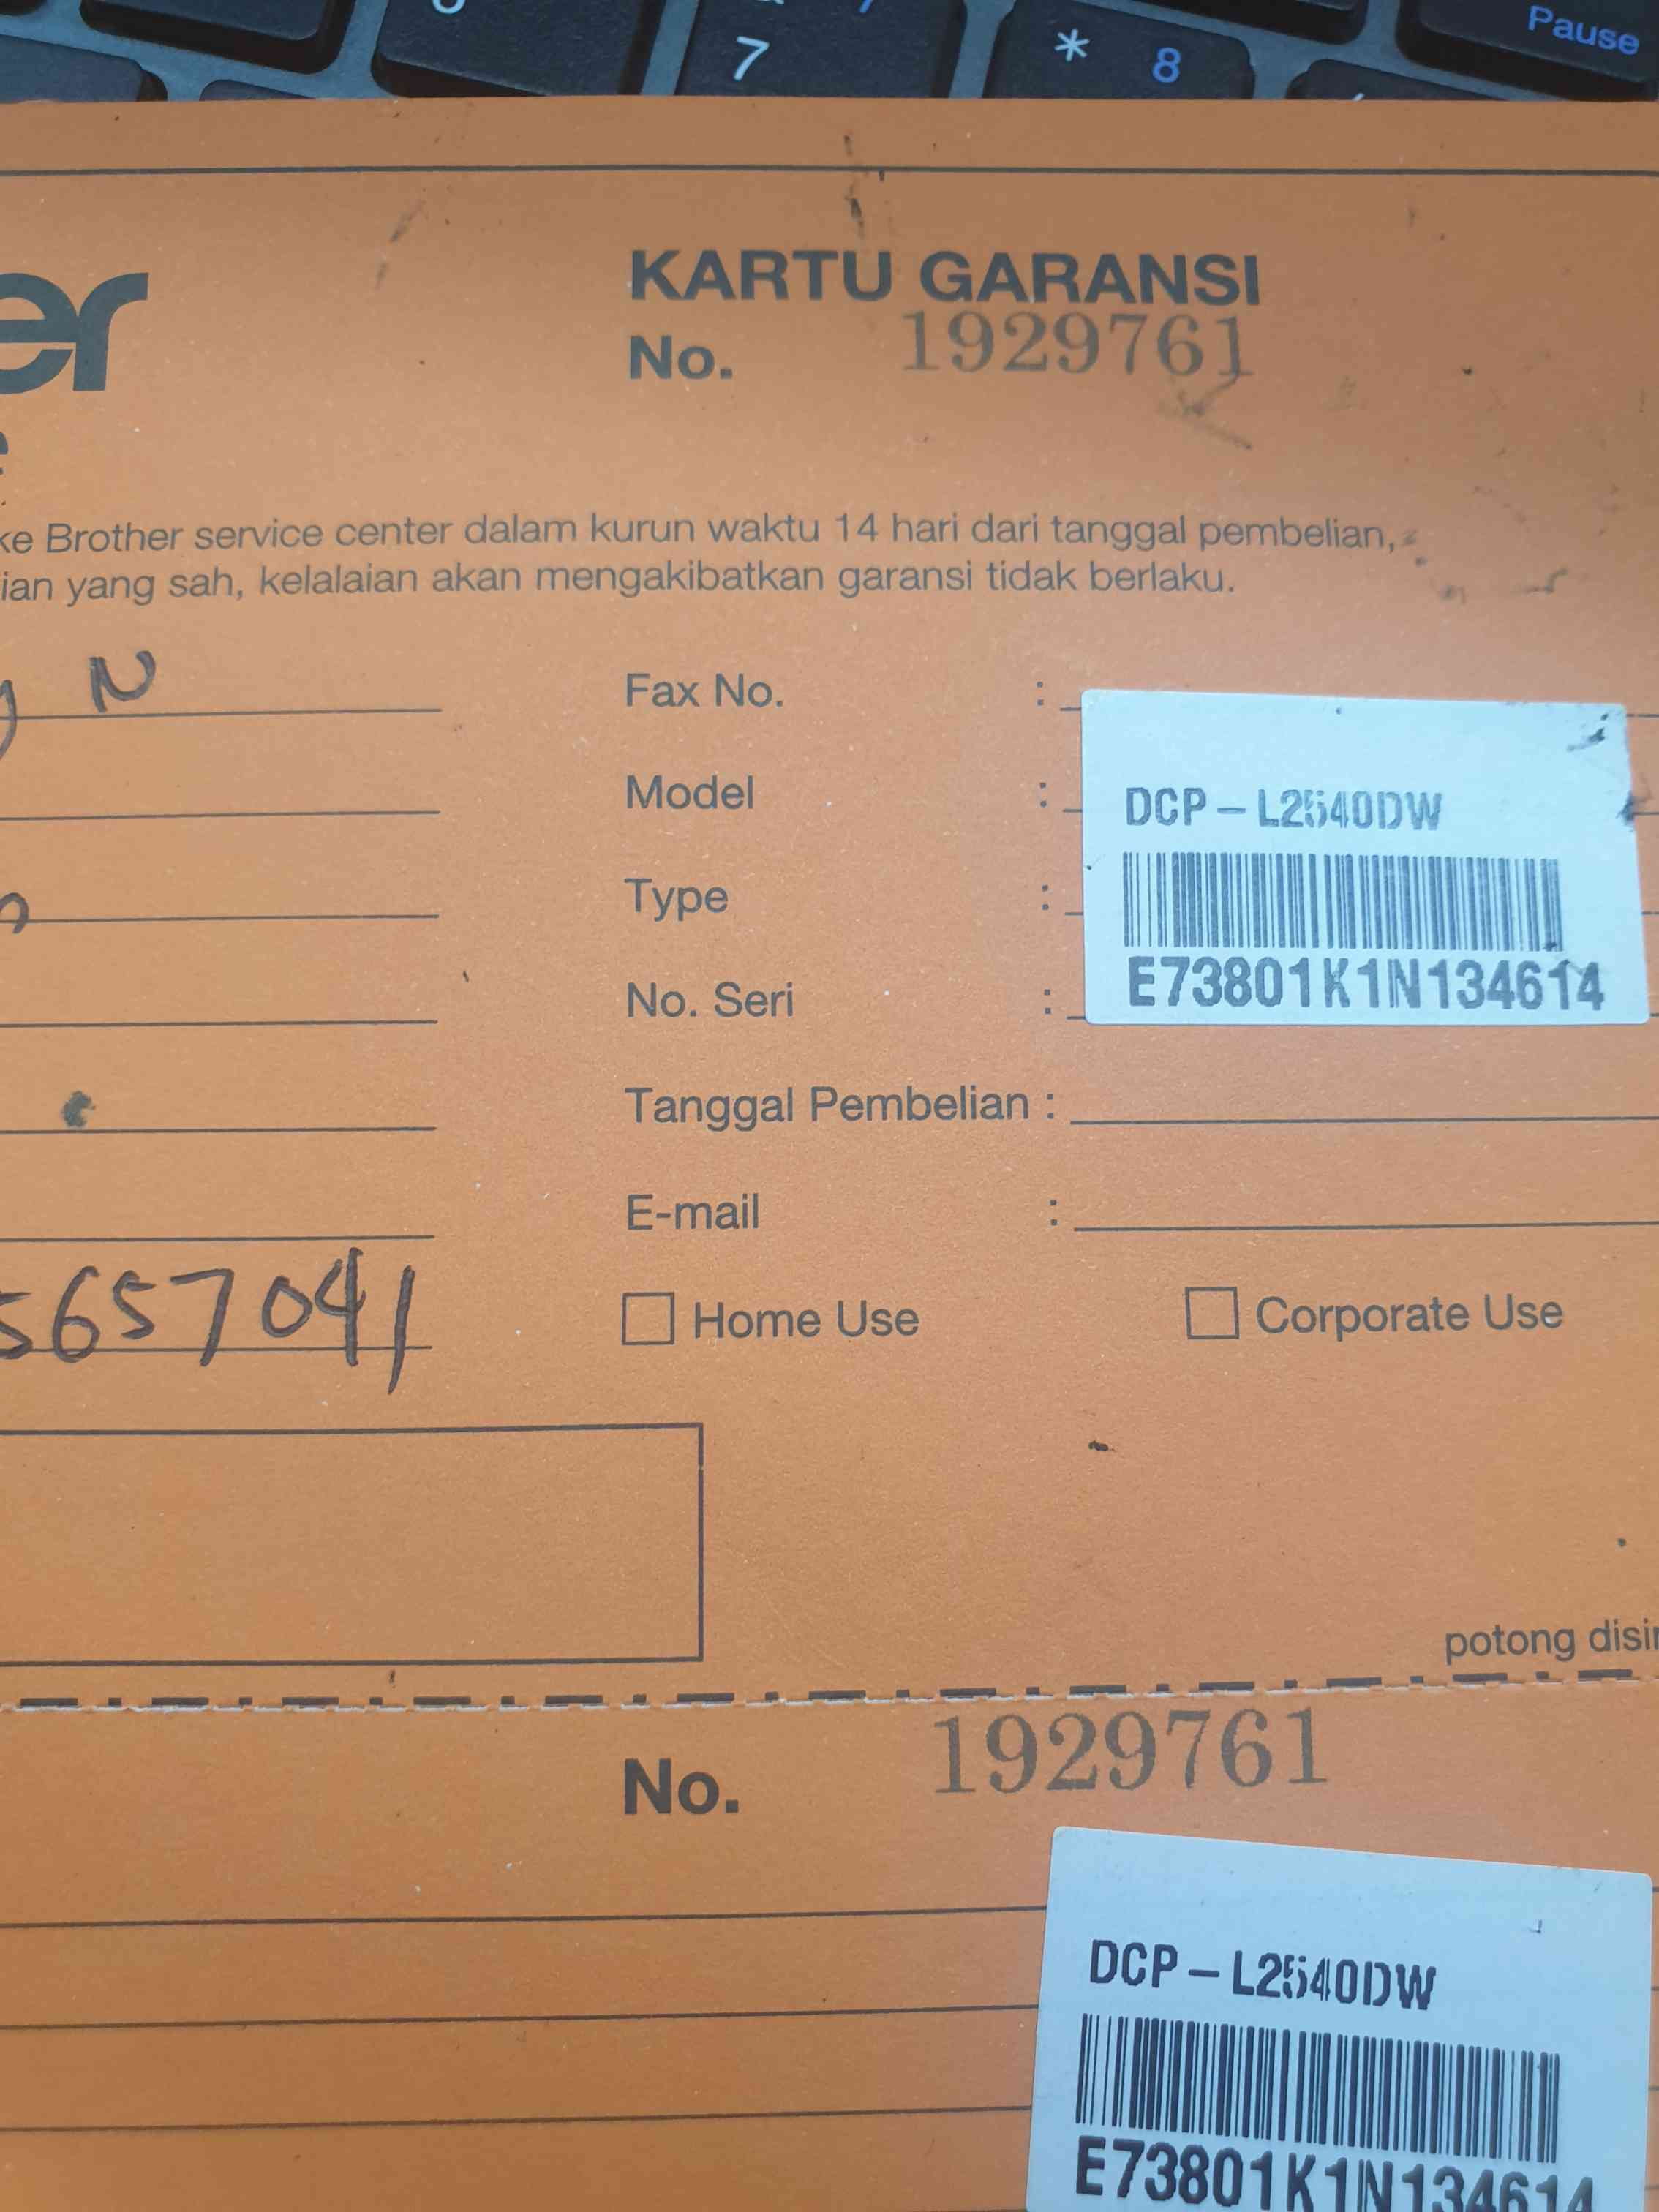 7
* 8
Pause
er
KARTU GARANSI
No. 1929761
ke Brother service center dalam kurun waktu 14 hari dari tanggal pembelian,
ian yang sah, kelalaian akan mengakibatkan garansi tidak berlaku.
N
Fax No. :
Model : DCP-L2540DW
Type :
No. Seri : E73801K1N134614
Tanggal Pembelian :
E-mail :
5657041
Home Use
Corporate Use
potong disin
No. 1929761
DCP-L2540DW
E73801K1N134614